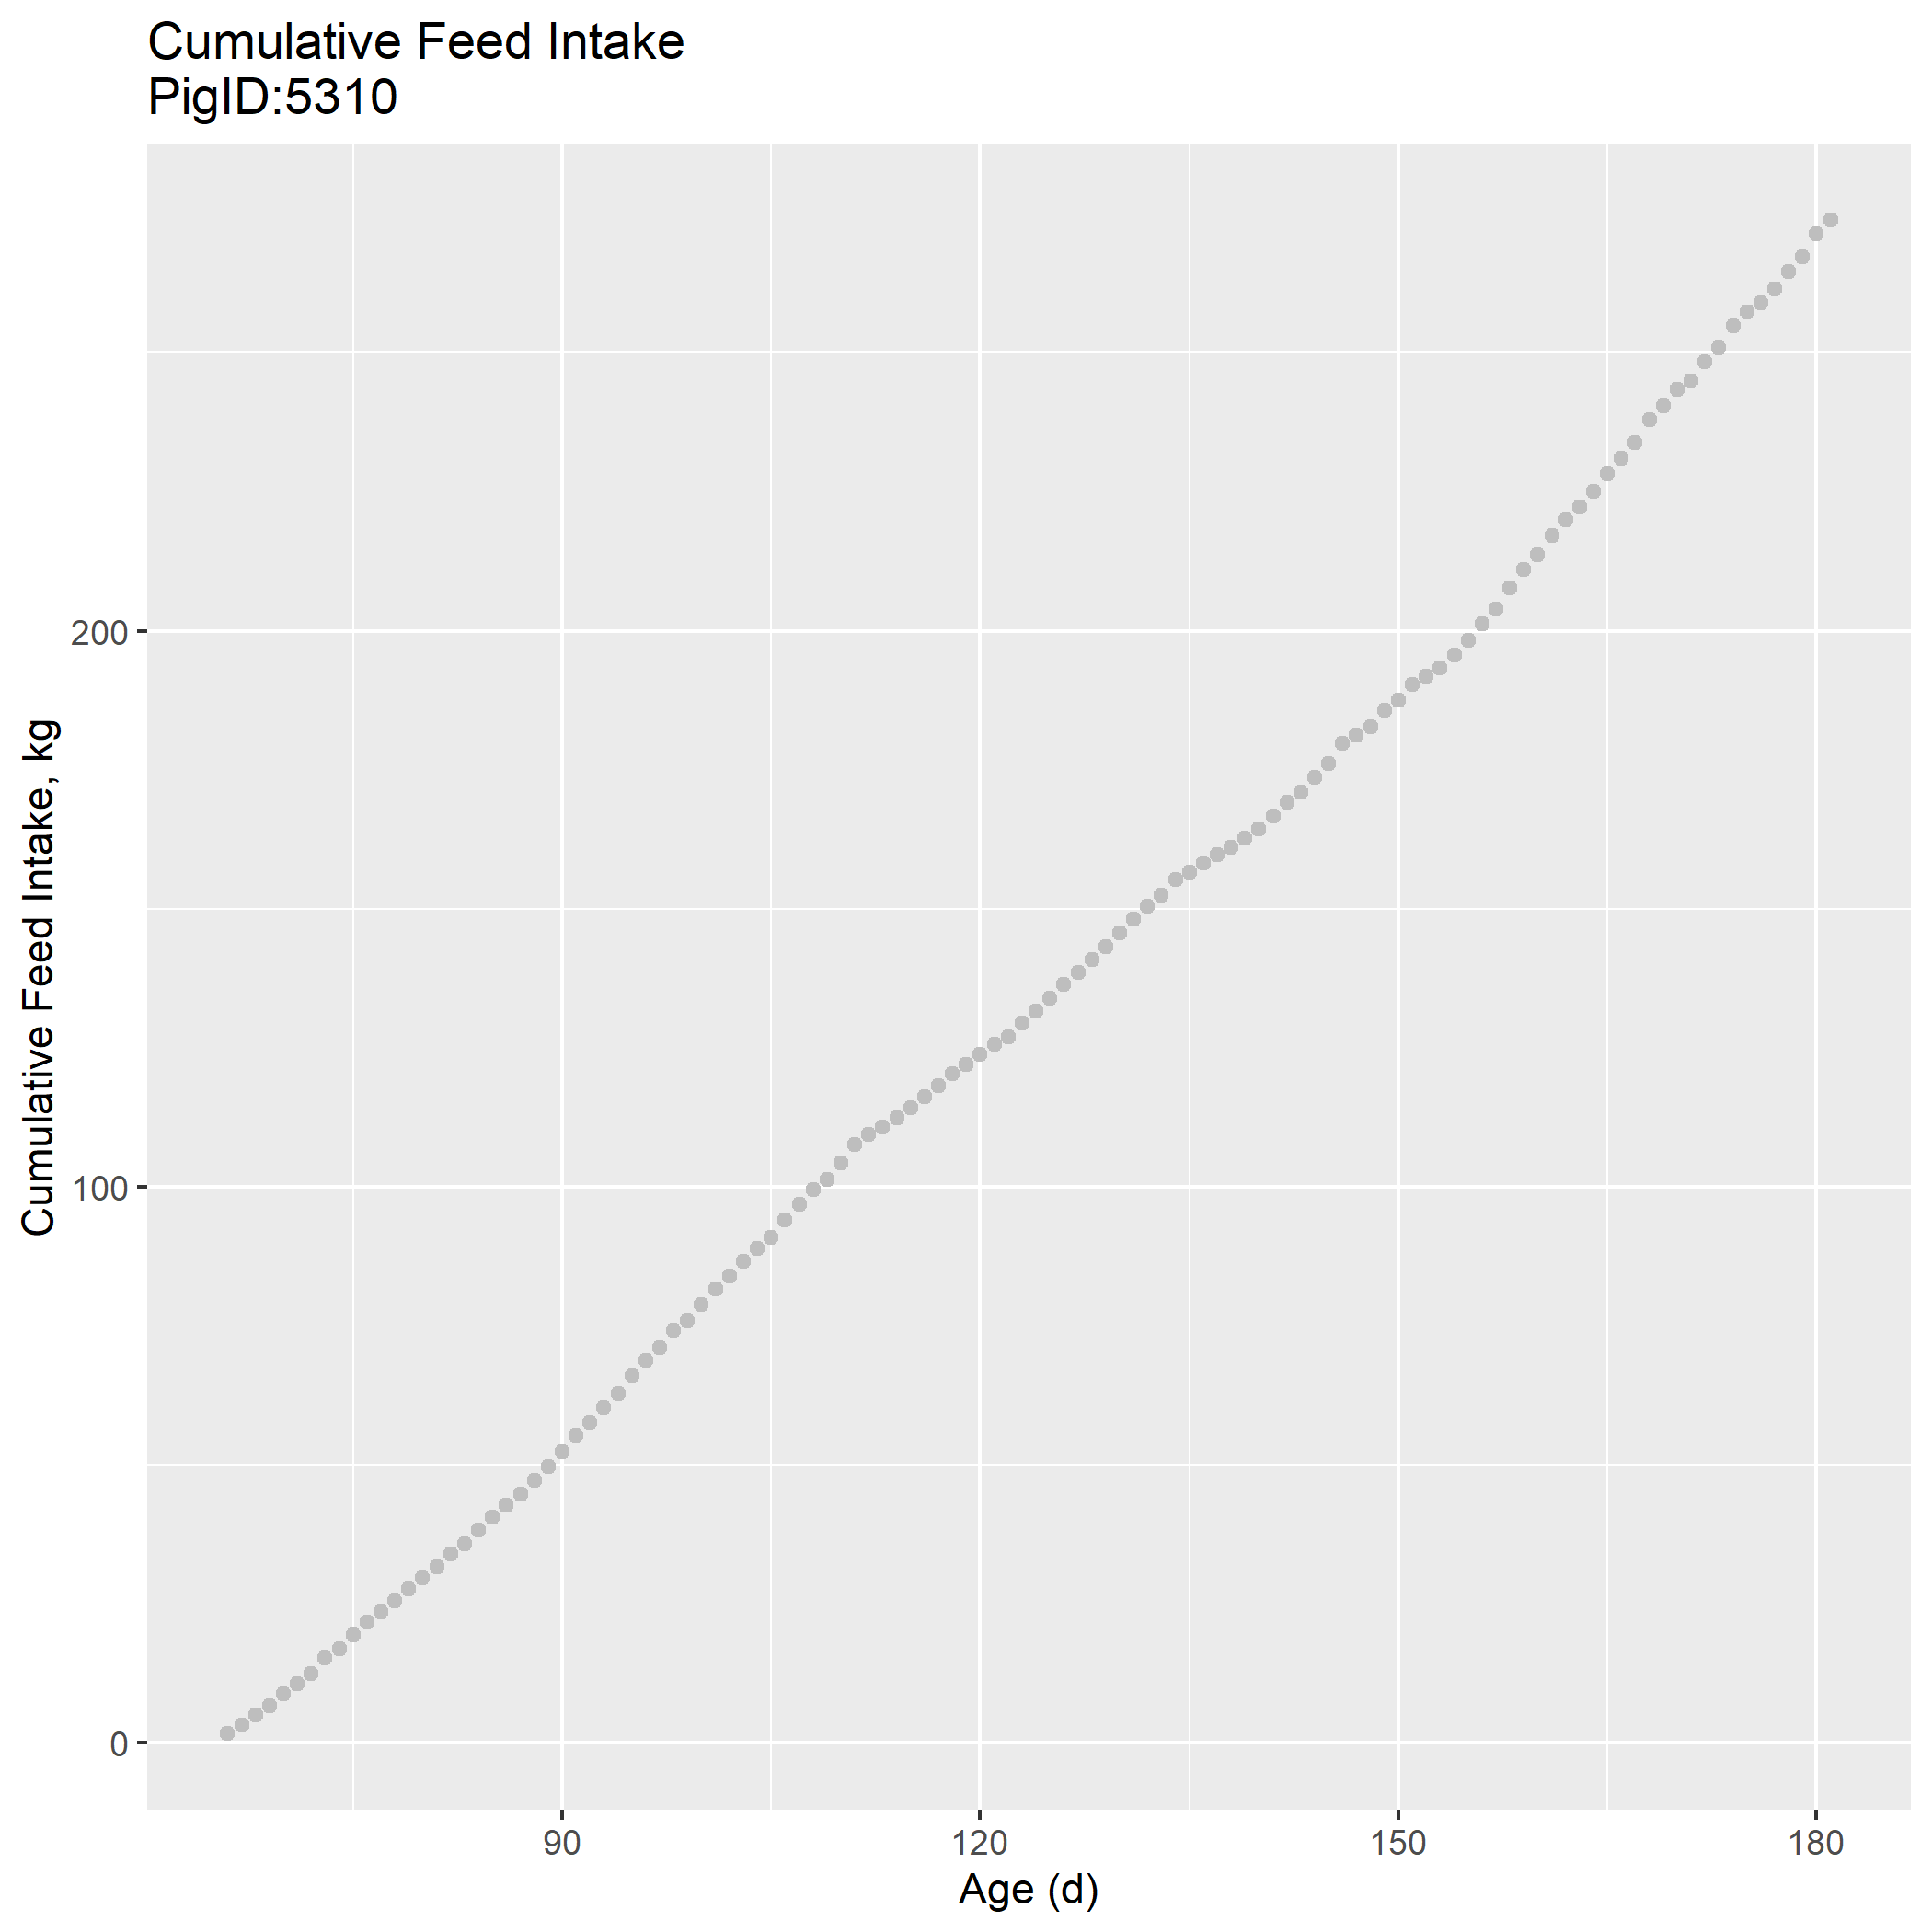 Cumulative Feed Intake
PigID:5310
Cumulative Feed Intake, kg
200
100
0
90
120
150
180
Age (d)